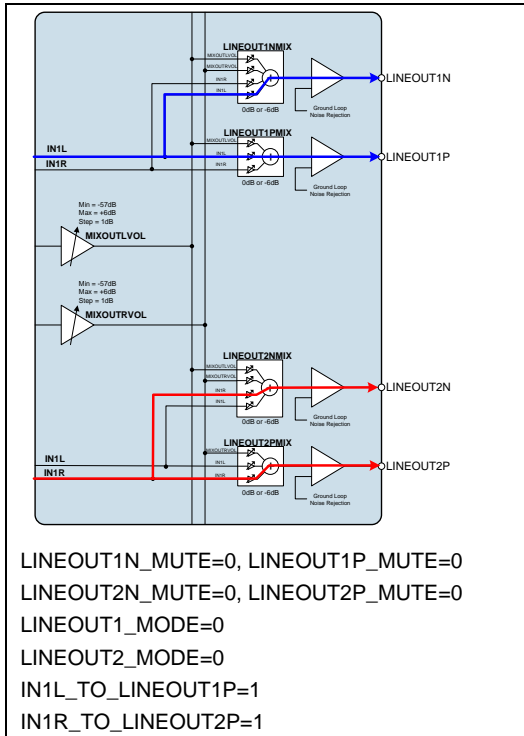 LINEOUT1NMIX
MIXOUTLVOL
MIXOUTRVOL
IN1R
IN1L
0dB or -6dB
Ground Loop
Noise Rejection
LINEOUT1N
LINEOUT1PMIX
MIXOUTLVOL
IN1L
IN1R
0dB or -6dB
Ground Loop
Noise Rejection
LINEOUT1P
IN1L
IN1R
Min = -57dB
Max = +6dB
Step = 1dB
MIXOUTLVOL
Min = -57dB
Max = +6dB
Step = 1dB
MIXOUTRVOL
LINEOUT2NMIX
MIXOUTLVOL
MIXOUTRVOL
IN1R
IN1L
0dB or -6dB
Ground Loop
Noise Rejection
LINEOUT2N
LINEOUT2PMIX
MIXOUTRVOL
IN1L
IN1R
0dB or -6dB
Ground Loop
Noise Rejection
LINEOUT2P
IN1L
IN1R
LINEOUT1N_MUTE=0, LINEOUT1P_MUTE=0
LINEOUT2N_MUTE=0, LINEOUT2P_MUTE=0
LINEOUT1_MODE=0
LINEOUT2_MODE=0
IN1L_TO_LINEOUT1P=1
IN1R_TO_LINEOUT2P=1